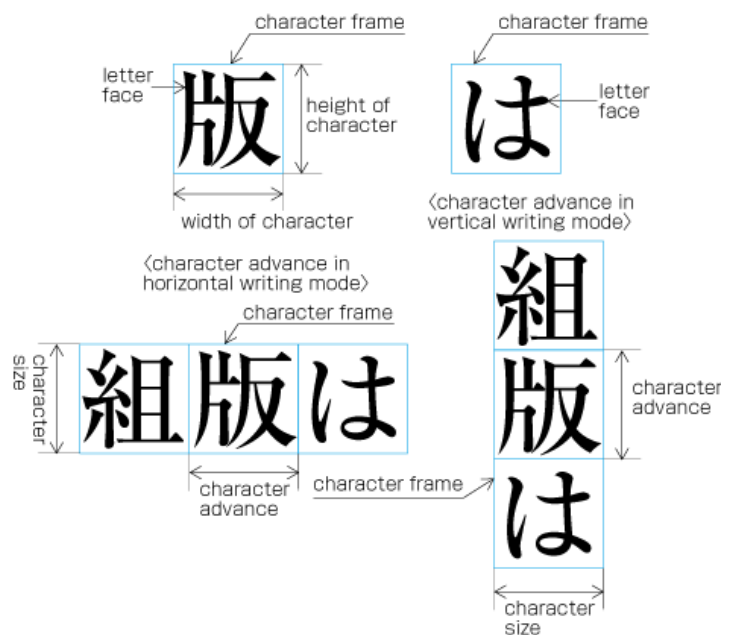 character frame
letter
face
版
height of
character
width of character
character frame
は
letter
face
〈character advance in
horizontal writing mode〉
character frame
character
size
組版は
character
advance
〈character advance in
vertical writing mode〉
組
版
は
character
advance
character frame
character
size